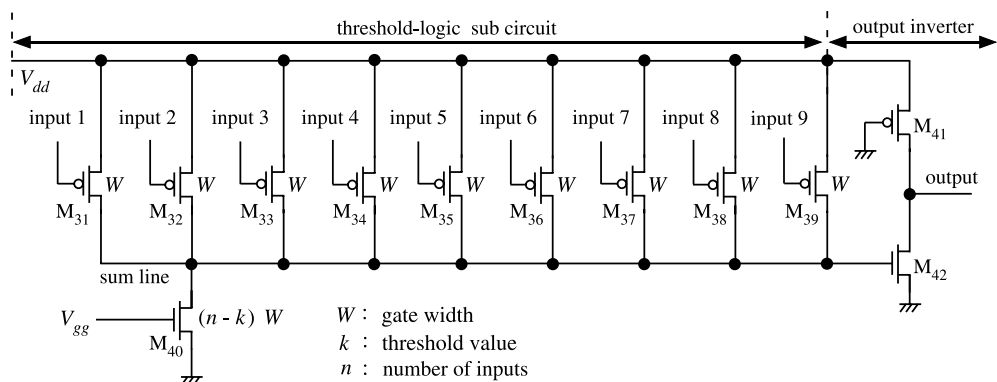 threshold-logic sub circuit
output inverter
V_dd
input 1 input 2 input 3 input 4 input 5 input 6 input 7 input 8 input 9
M_41
W W W W W W W W W
output
M_31 M_32 M_33 M_34 M_35 M_36 M_37 M_38 M_39
sum line
M_42
V_gg
(n - k) W
M_40
W : gate width
k : threshold value
n : number of inputs